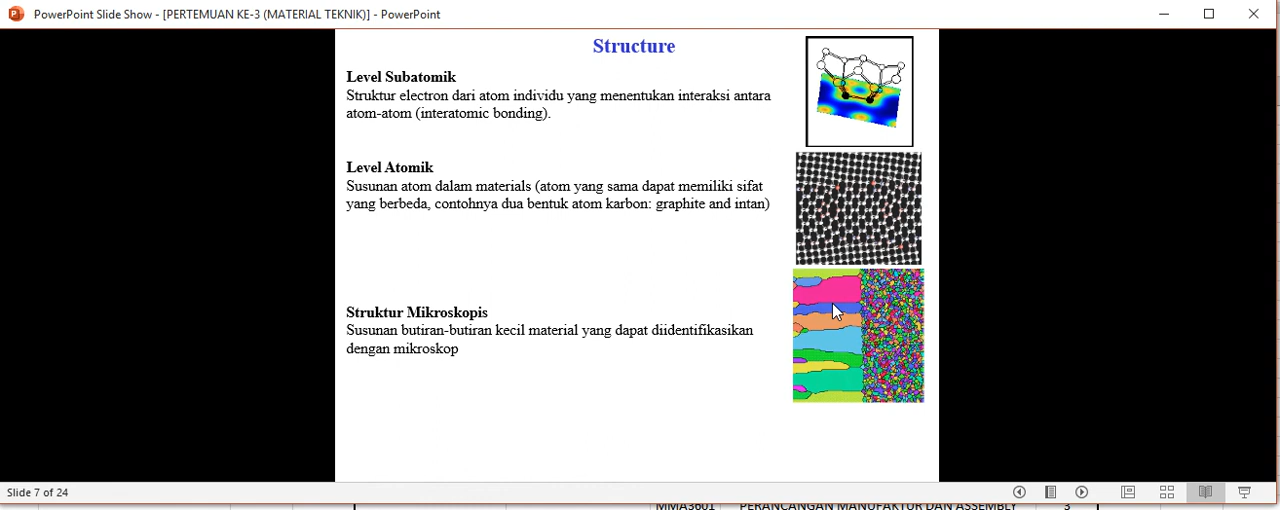 PowerPoint Slide Show - [PERTEMUAN KE-3 (MATERIAL TEKNIK)] - PowerPoint
Structure
Level Subatomik
Struktur electron dari atom individu yang menentukan interaksi antara
atom-atom (interatomic bonding).
Level Atomik
Susunan atom dalam materials (atom yang sama dapat memiliki sifat
yang berbeda, contohnya dua bentuk atom karbon: graphite and intan)
Struktur Mikroskopis
Susunan butiran-butiran kecil material yang dapat diidentifikasikan
dengan mikroskop
Slide 7 of 24
MMA3601 PERANCANGAN MANUFAKTUR DAN ASSEMBLY 3